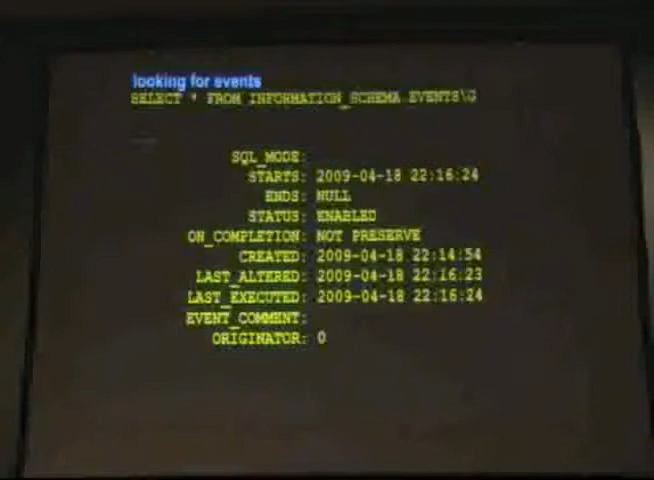 looking for events
SELECT * FROM INFORMATION_SCHEMA.EVENTS\G
SQL_MODE:
STARTS: 2009-04-18 22:16:24
ENDS: NULL
STATUS: ENABLED
ON_COMPLETION: NOT PRESERVE
CREATED: 2009-04-18 22:14:54
LAST_ALTERED: 2009-04-18 22:16:23
LAST_EXECUTED: 2009-04-18 22:16:24
EVENT_COMMENT:
ORIGINATOR: 0